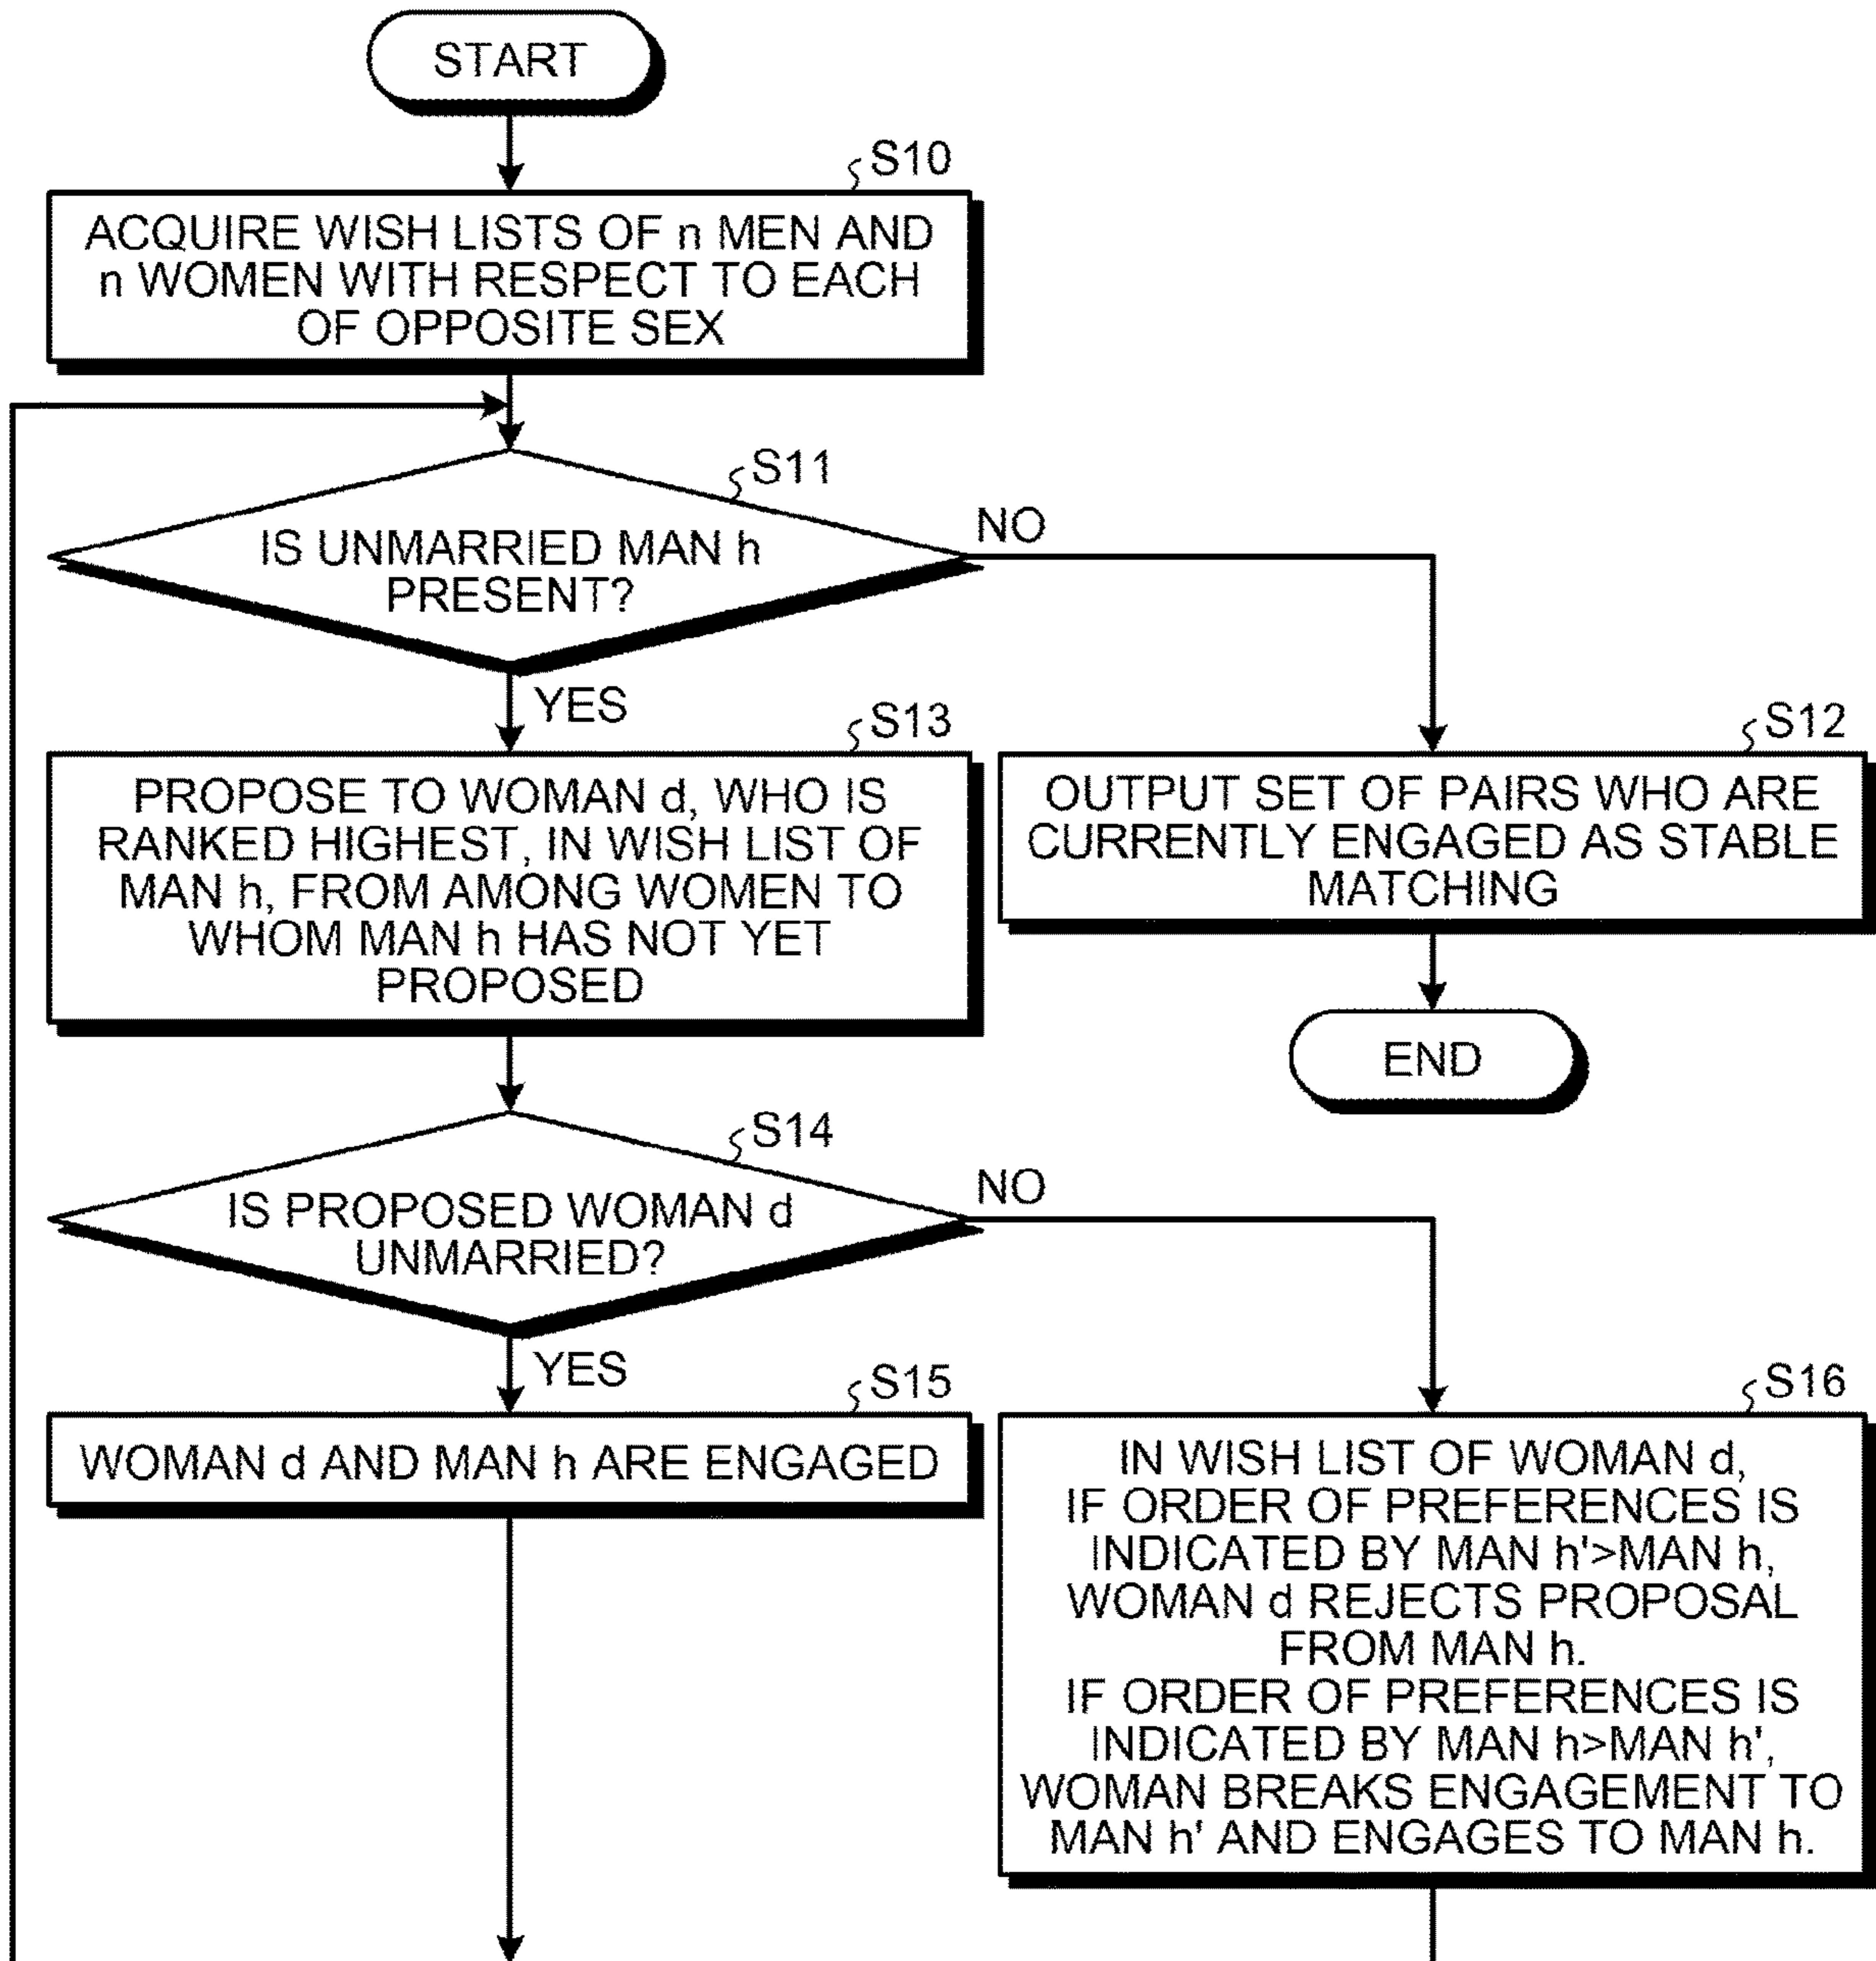 START
S10
ACQUIRE WISH LISTS OF n MEN AND
n WOMEN WITH RESPECT TO EACH
OF OPPOSITE SEX
S11
IS UNMARRIED MAN h
PRESENT?
NO
YES
S13
PROPOSE TO WOMAN d, WHO IS
RANKED HIGHEST, IN WISH LIST OF
MAN h, FROM AMONG WOMEN TO
WHOM MAN h HAS NOT YET
PROPOSED
S12
OUTPUT SET OF PAIRS WHO ARE
CURRENTLY ENGAGED AS STABLE
MATCHING
END
S14
IS PROPOSED WOMAN d
UNMARRIED?
NO
YES
S15
WOMAN d AND MAN h ARE ENGAGED
S16
IN WISH LIST OF WOMAN d,
IF ORDER OF PREFERENCES IS
INDICATED BY MAN h'>MAN h,
WOMAN d REJECTS PROPOSAL
FROM MAN h.
IF ORDER OF PREFERENCES IS
INDICATED BY MAN h>MAN h',
WOMAN BREAKS ENGAGEMENT TO
MAN h' AND ENGAGES TO MAN h.